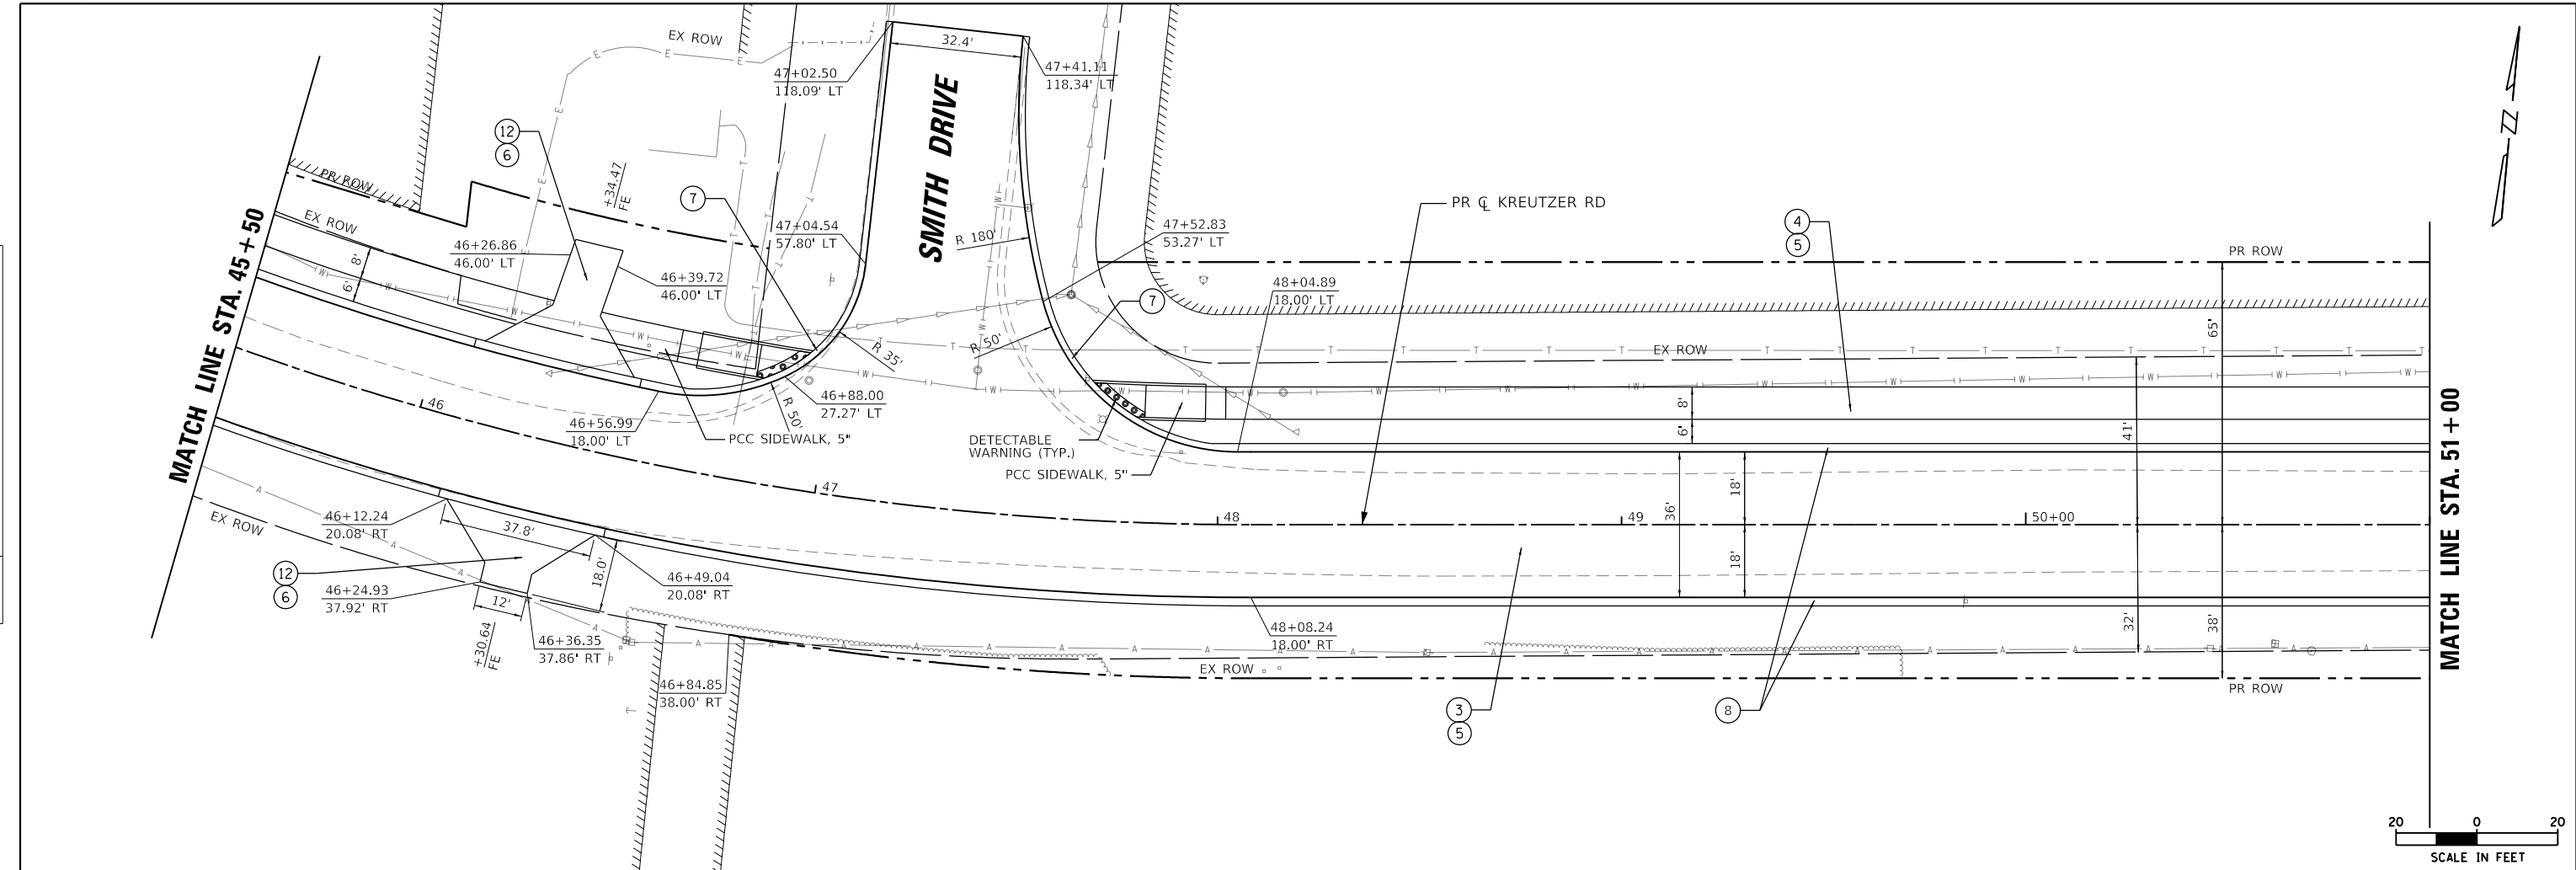 EX ROW
32.4'
47+02.50
118.09' LT
47+41.11
118.34' LT
SMITH DRIVE
12
6
+34.47
FE
7
PR ROW
EX ROW
MATCH LINE STA. 45+50
8'
6'
46+26.86
46.00' LT
46+39.72
46.00' LT
47+04.54
57.80' LT
R 180'
47+52.83
53.27' LT
PR ℄ KREUTZER RD
4
5
PR ROW
48+04.89
18.00' LT
7
R 35'
R 50'
R 50'
EX ROW
65'
41'
8'
6'
46
46+56.99
18.00' LT
46+88.00
27.27' LT
PCC SIDEWALK, 5"
DETECTABLE
WARNING (TYP.)
PCC SIDEWALK, 5"
47
48
49
50+00
36'
18'
18'
MATCH LINE STA. 51+00
EX ROW
46+12.24
20.08' RT
37.8'
18.0'
12
6
46+24.93
37.92' RT
12'
+30.64
FE
46+49.04
20.08' RT
46+36.35
37.86' RT
46+84.85
38.00' RT
48+08.24
18.00' RT
EX ROW
32'
38'
PR ROW
3
5
8
20 0 20
SCALE IN FEET
E
E
E
E
E
E
T
T
T
T
T
T
T
T
T
T
T
T
T
T
W
W
W
W
W
W
W
W
W
W
W
W
A
A
A
A
A
A
A
A
A
A
N